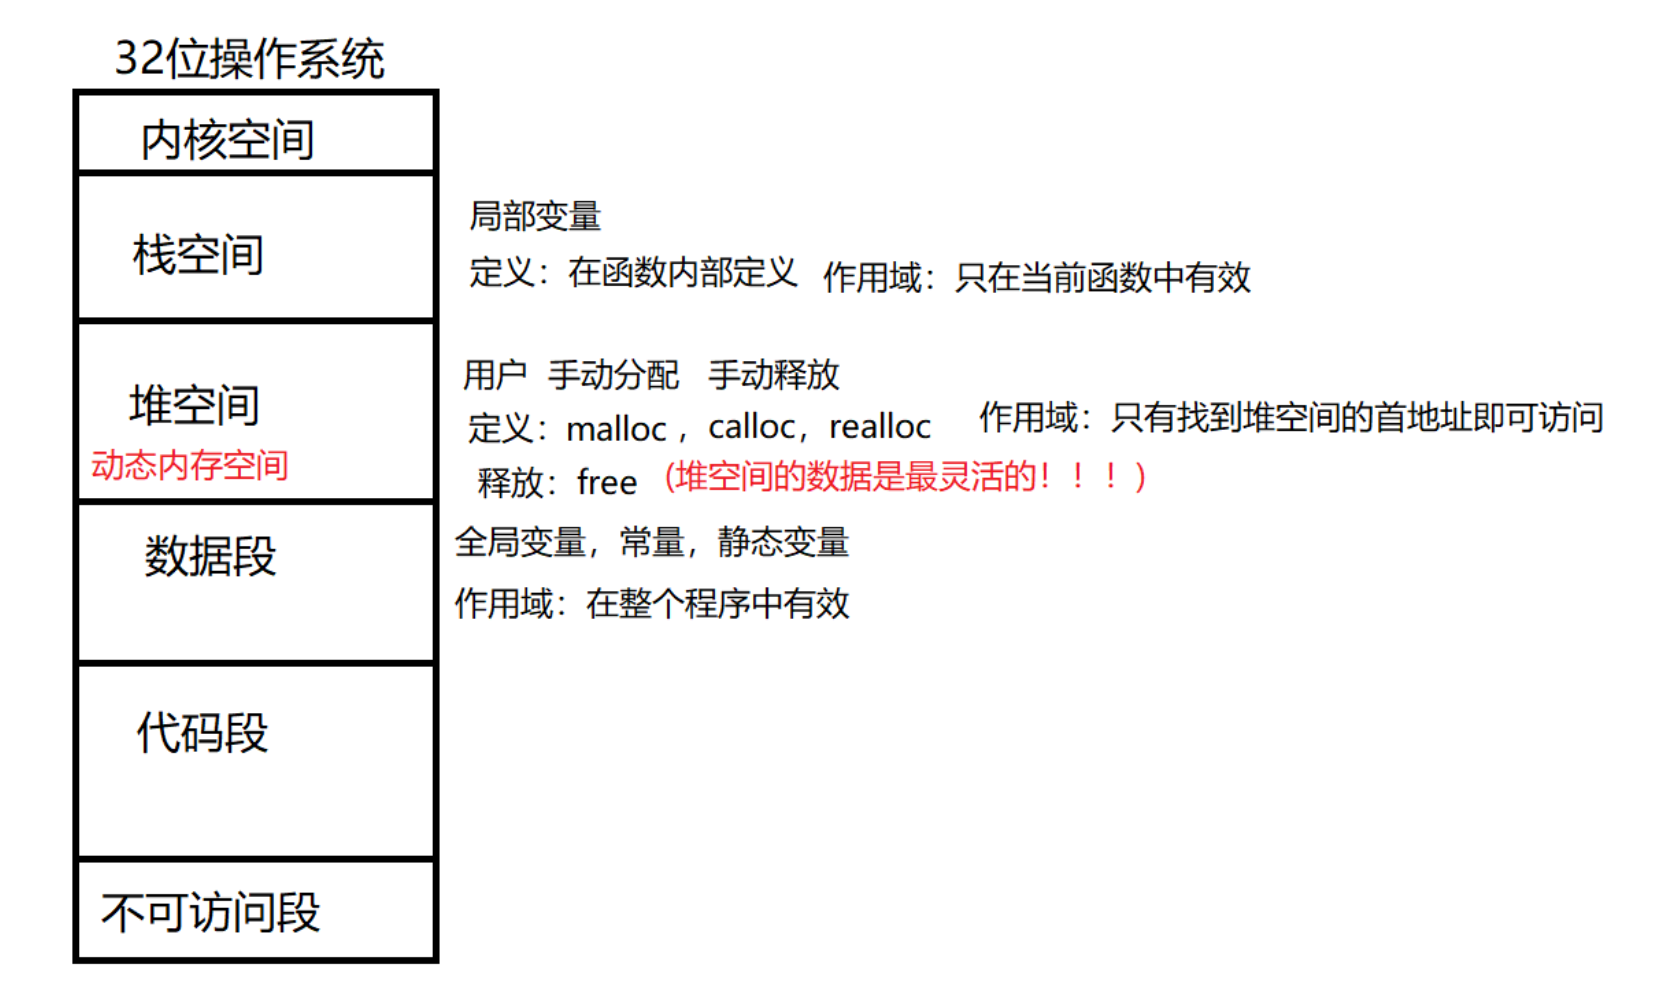 32位操作系统
内核空间
栈空间
局部变量
定义：在函数内部定义 作用域：只在当前函数中有效
堆空间
动态内存空间
用户 手动分配 手动释放
定义：malloc ，calloc，realloc 作用域：只有找到堆空间的首地址即可访问
释放：free （堆空间的数据是最灵活的！！！）
数据段
全局变量，常量，静态变量
作用域：在整个程序中有效
代码段
不可访问段